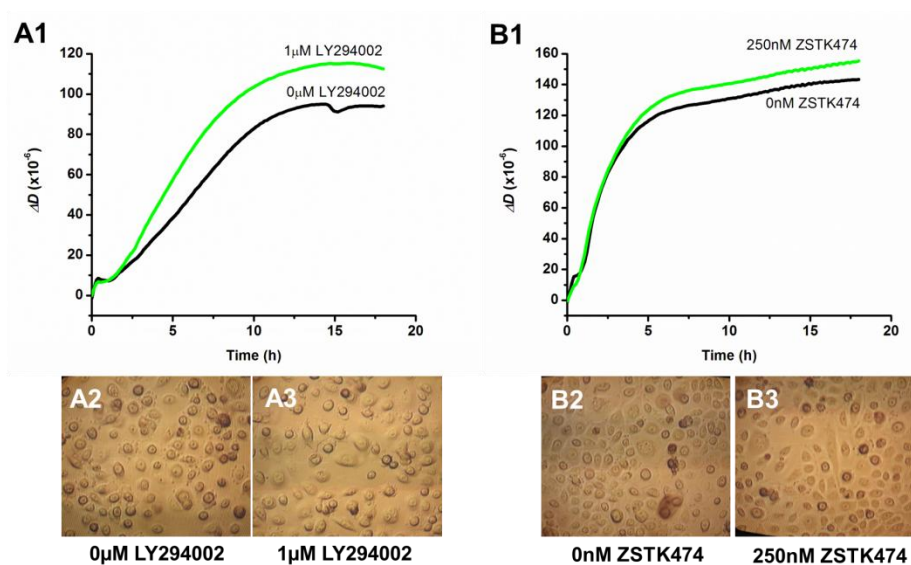 A1
1µM LY294002
0µM LY294002
ΔD (x10⁻⁶)
120
100
80
60
40
20
0
0
5
10
15
20
Time (h)
B1
250nM ZSTK474
0nM ZSTK474
ΔD (x10⁻⁶)
160
140
120
100
80
60
40
20
0
0
5
10
15
20
Time (h)
A2
A3
B2
B3
0µM LY294002
1µM LY294002
0nM ZSTK474
250nM ZSTK474